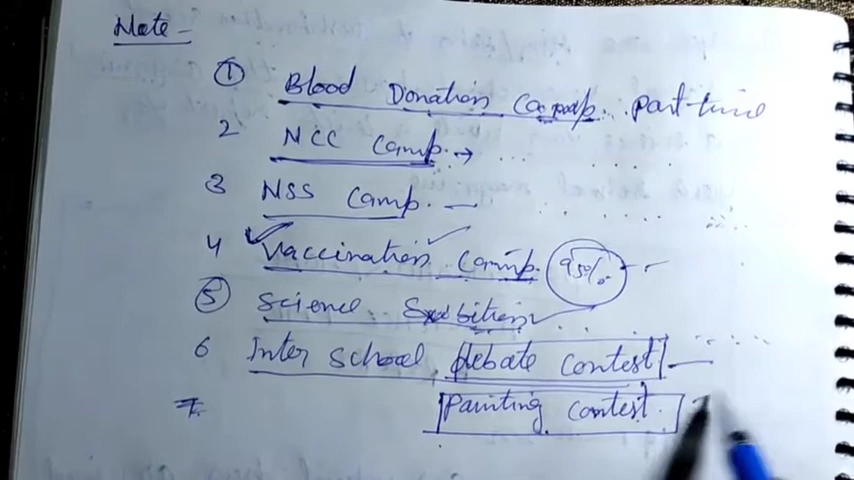 Note -
① Blood Donation Camp. Part-time
2 NCC Camp. →
3 NSS Camp. —
4 Vaccination Camp. 95%
⑤ Science Exbition
6 Inter school debate contest —
7. Painting contest.